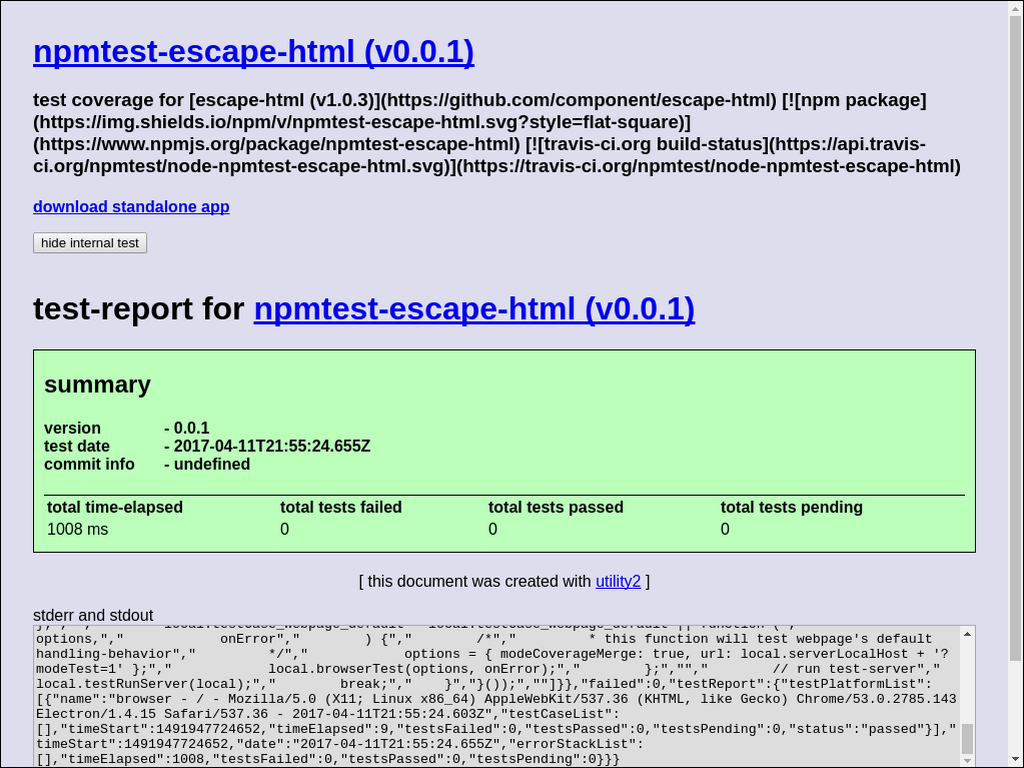 npmtest-escape-html (v0.0.1)
test coverage for [escape-html (v1.0.3)](https://github.com/component/escape-html) [![npm package]
(https://img.shields.io/npm/v/npmtest-escape-html.svg?style=flat-square)]
(https://www.npmjs.org/package/npmtest-escape-html) [![travis-ci.org build-status](https://api.travis-
ci.org/npmtest/node-npmtest-escape-html.svg)](https://travis-ci.org/npmtest/node-npmtest-escape-html)
download standalone app
hide internal test
test-report for npmtest-escape-html (v0.0.1)
summary
version - 0.0.1
test date - 2017-04-11T21:55:24.655Z
commit info - undefined
total time-elapsed total tests failed total tests passed total tests pending
1008 ms 0 0 0
[ this document was created with utility2 ]
stderr and stdout
options,"," onError"," ) {"," /*"," * this function will test webpage's default
handling-behavior"," */"," options = { modeCoverageMerge: true, url: local.serverLocalHost + '?
modeTest=1' };"," local.browserTest(options, onError);"," };",""," // run test-server","
local.testRunServer(local);"," break;"," }","}());",""]}},"failed":0,"testReport":{"testPlatformList":
[{"name":"browser - / - Mozilla/5.0 (X11; Linux x86_64) AppleWebKit/537.36 (KHTML, like Gecko) Chrome/53.0.2785.143
Electron/1.4.15 Safari/537.36 - 2017-04-11T21:55:24.603Z","testCaseList":
[],"timeStart":1491947724652,"timeElapsed":9,"testsFailed":0,"testsPassed":0,"testsPending":0,"status":"passed"}],"
timeStart":1491947724652,"date":"2017-04-11T21:55:24.655Z","errorStackList":
[],"timeElapsed":1008,"testsFailed":0,"testsPassed":0,"testsPending":0}}}